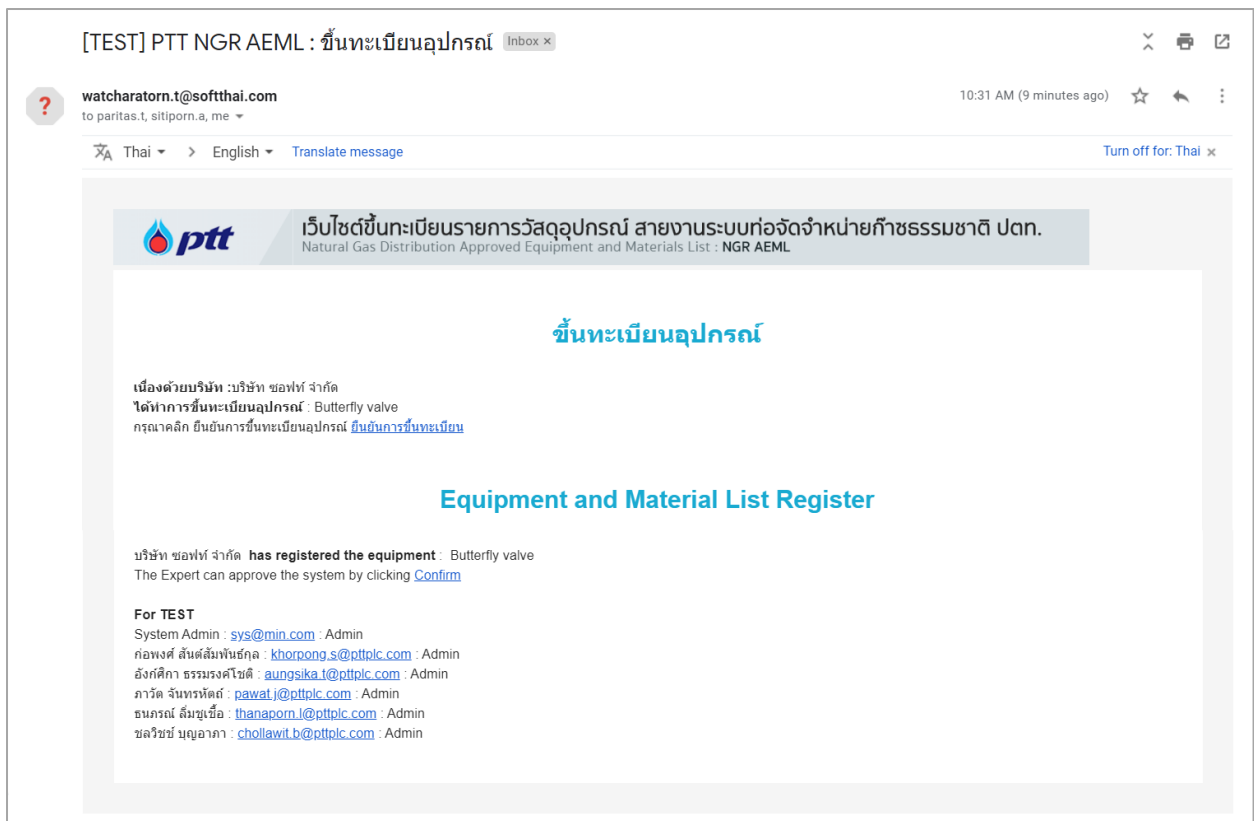 [TEST] PTT NGR AEML : ขึ้นทะเบียนอุปกรณ์ Inbox ×
?
watcharatorn.t@softthai.com
10:31 AM (9 minutes ago)
to paritas.t, sitiporn.a, me
Thai > English Translate message
Turn off for: Thai ×
ptt
เว็บไซต์ขึ้นทะเบียนรายการวัสดุอุปกรณ์ สายงานระบบท่อจัดจำหน่ายก๊าซธรรมชาติ ปตท.
Natural Gas Distribution Approved Equipment and Materials List : NGR AEML
ขึ้นทะเบียนอุปกรณ์
เนื่องด้วยบริษัท :บริษัท ซอฟท์ จำกัด
ได้ทำการขึ้นทะเบียนอุปกรณ์ : Butterfly valve
กรุณาคลิก ยืนยันการขึ้นทะเบียนอุปกรณ์ ยืนยันการขึ้นทะเบียน
Equipment and Material List Register
บริษัท ซอฟท์ จำกัด has registered the equipment : Butterfly valve
The Expert can approve the system by clicking Confirm
For TEST
System Admin : sys@min.com : Admin
ก่อพงศ์ สันต์สัมพันธ์กุล : khorpong.s@pttplc.com : Admin
อังก์ศิกา ธรรมรงค์โชติ : aungsika.t@pttplc.com : Admin
ภาวัต จันทรหัตถ์ : pawat.j@pttplc.com : Admin
ธนภรณ์ ลิ่มชูเชื้อ : thanaporn.l@pttplc.com : Admin
ชลวิชช์ บุญอาภา : chollawit.b@pttplc.com : Admin